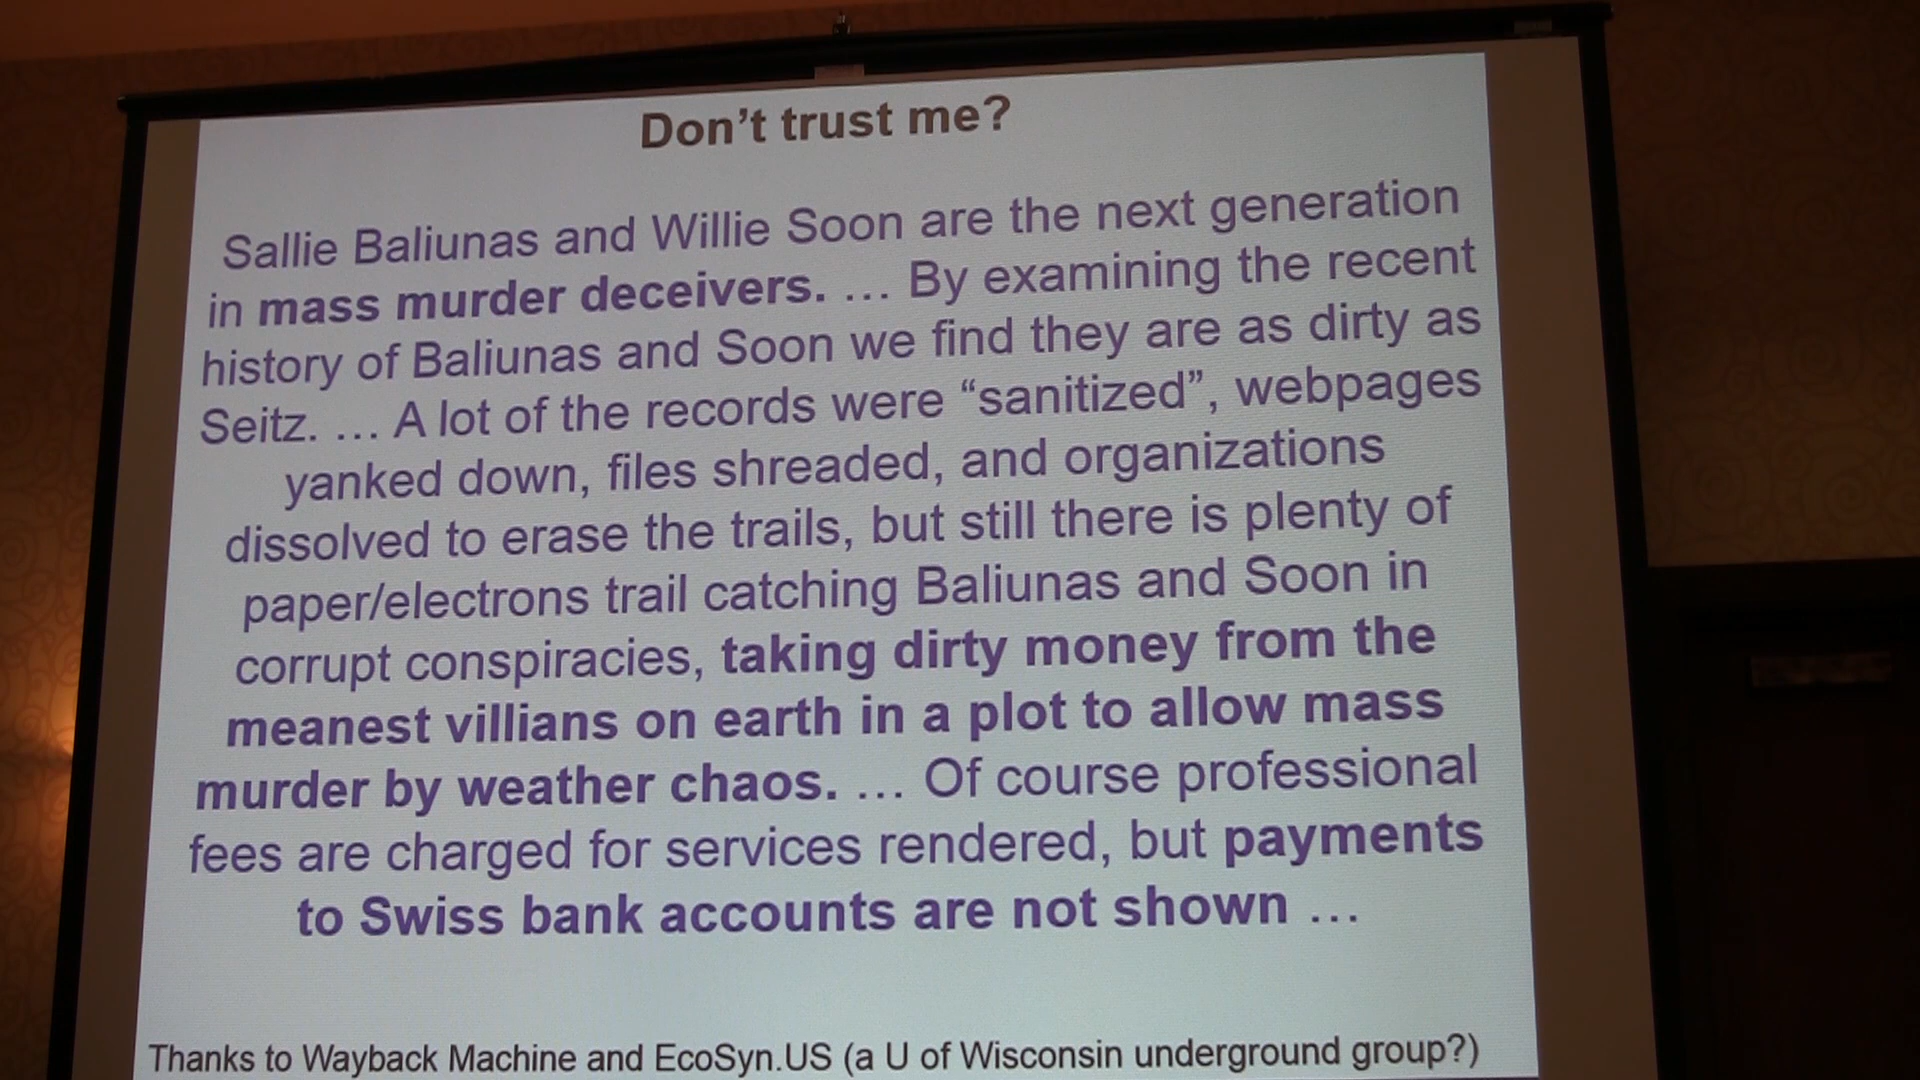 Don't trust me?
Sallie Baliunas and Willie Soon are the next generation
in mass murder deceivers. ... By examining the recent
history of Baliunas and Soon we find they are as dirty as
Seitz. ... A lot of the records were “sanitized”, webpages
yanked down, files shreaded, and organizations
dissolved to erase the trails, but still there is plenty of
paper/electrons trail catching Baliunas and Soon in
corrupt conspiracies, taking dirty money from the
meanest villians on earth in a plot to allow mass
murder by weather chaos. ... Of course professional
fees are charged for services rendered, but payments
to Swiss bank accounts are not shown ...
Thanks to Wayback Machine and EcoSyn.US (a U of Wisconsin underground group?)